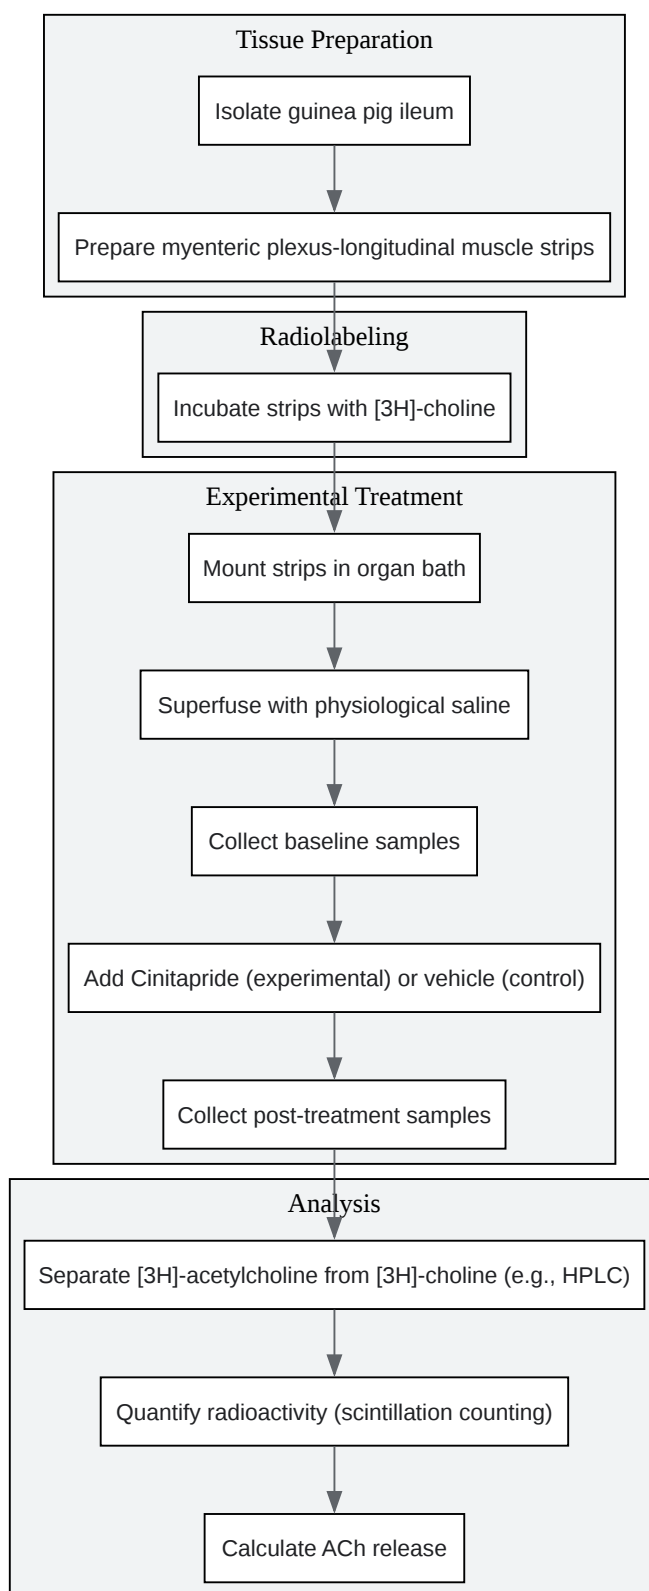 Tissue Preparation
Isolate guinea pig ileum
Prepare myenteric plexus-longitudinal muscle strips
Radiolabeling
Incubate strips with [3H]-choline
Experimental Treatment
Mount strips in organ bath
Superfuse with physiological saline
Collect baseline samples
Add Cinitapride (experimental) or vehicle (control)
Collect post-treatment samples
Analysis
Separate [3H]-acetylcholine from [3H]-choline (e.g., HPLC)
Quantify radioactivity (scintillation counting)
Calculate ACh release